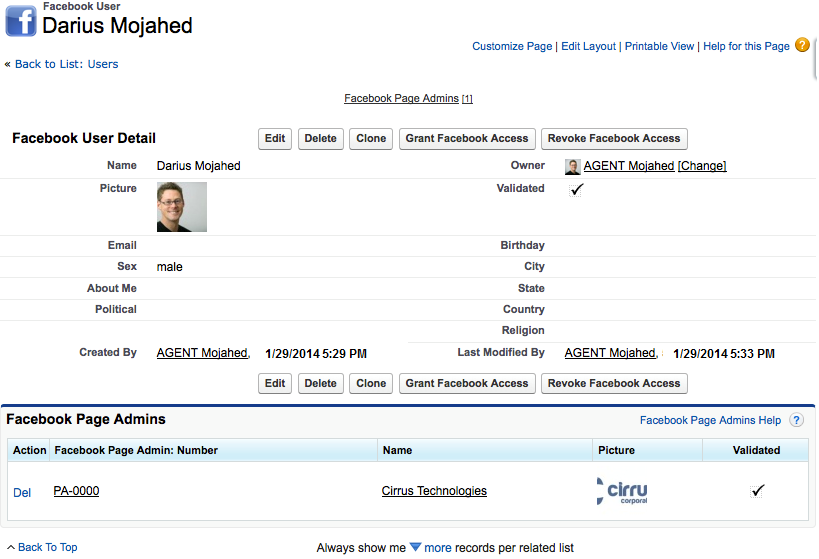 Facebook User
Darius Mojahed
Customize Page | Edit Layout | Printable View | Help for this Page ?
« Back to List: Users
Facebook Page Admins [1]
Facebook User Detail Edit Delete Clone Grant Facebook Access Revoke Facebook Access
Name Darius Mojahed Owner AGENT Mojahed [Change]
Picture Validated
Email Birthday
Sex male City
About Me State
Political Country
Religion
Created By AGENT Mojahed, 1/29/2014 5:29 PM Last Modified By AGENT Mojahed, 1/29/2014 5:33 PM
Edit Delete Clone Grant Facebook Access Revoke Facebook Access
Facebook Page Admins Facebook Page Admins Help ?
Action Facebook Page Admin: Number Name Picture Validated
Del PA-0000 Cirrus Technologies cirru
corporat
Back To Top Always show me more records per related list